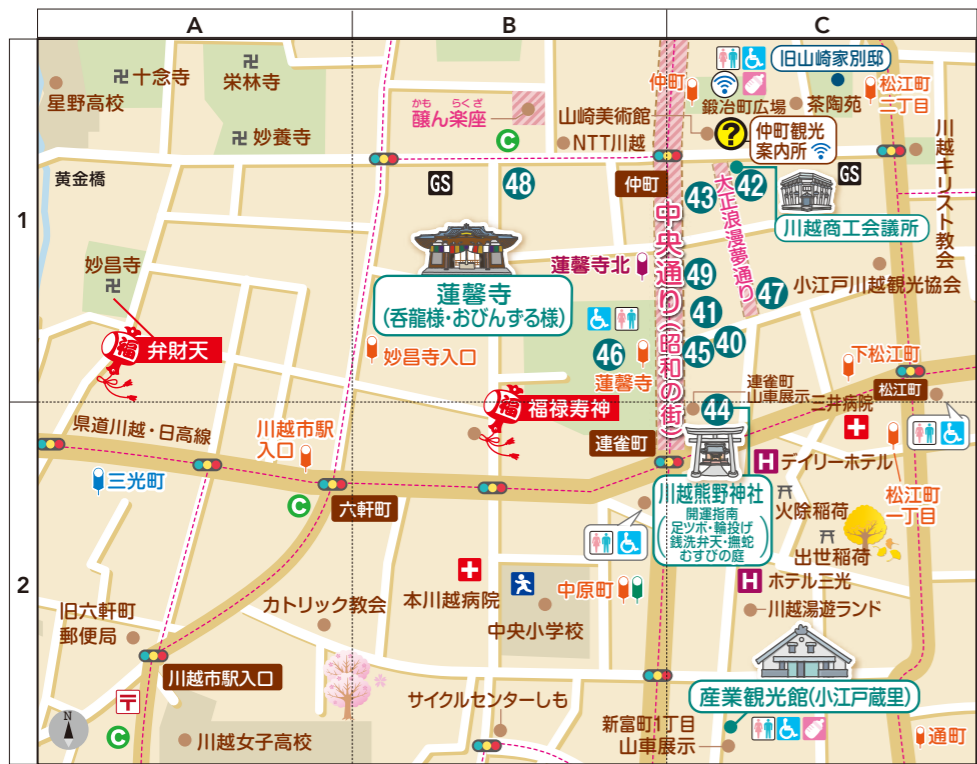 A
B
C
1
2
十念寺
栄林寺
星野高校
妙養寺
黄金橋
かも らくざ
醸ん楽座
C
山崎美術館
NTT川越
仲町
旧山崎家別邸
鍛冶町広場
茶陶苑
松江町
二丁目
?
仲町観光
案内所
川越キリスト教会
GS
48
仲町
43
42
GS
大正浪漫夢通り
川越商工会議所
中央通り(昭和の街)
妙昌寺
福
弁財天
蓮馨寺
(呑龍様・おびんずる様)
蓮馨寺北
49
41
47
小江戸川越観光協会
妙昌寺入口
46
蓮馨寺
45
40
下松江町
松江町
福
福禄寿神
連雀町
山車展示
44
三井病院
県道川越・日高線
川越市駅
入口
三光町
C
六軒町
連雀町
H
デイリーホテル
松江町
一丁目
川越熊野神社
開運指南
足ツボ・輪投げ
銭洗弁天・撫蛇
むすびの庭
火除稲荷
出世稲荷
本川越病院
中原町
H
ホテル三光
川越湯遊ランド
旧六軒町
郵便局
カトリック教会
中央小学校
川越市駅入口
産業観光館(小江戸蔵里)
サイクルセンターしも
新富町1丁目
山車展示
通町
N
〒
C
川越女子高校